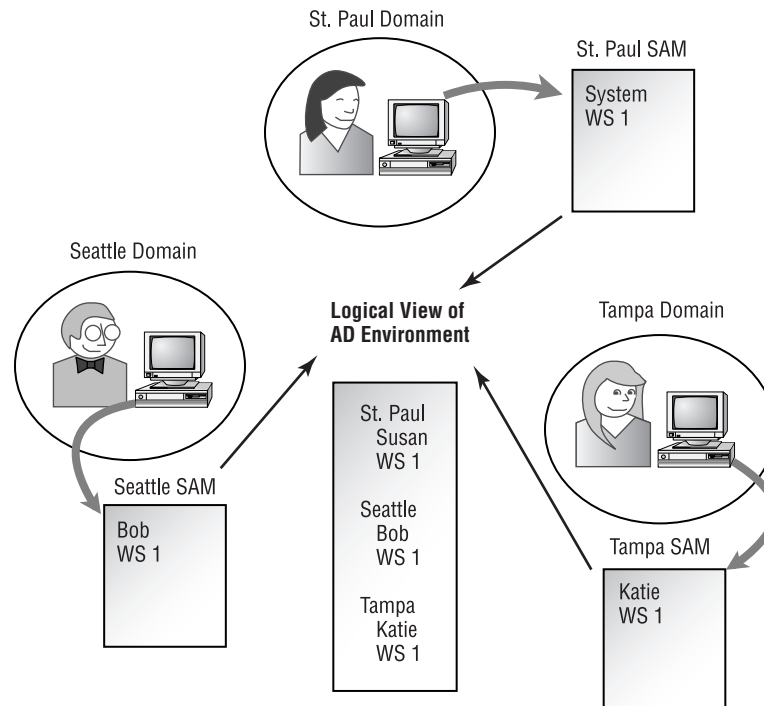 St. Paul Domain
St. Paul SAM
System
WS 1
Seattle Domain
Logical View of
AD Environment
Tampa Domain
St. Paul
Susan
WS 1
Seattle
Bob
WS 1
Tampa
Katie
WS 1
Seattle SAM
Bob
WS 1
Tampa SAM
Katie
WS 1